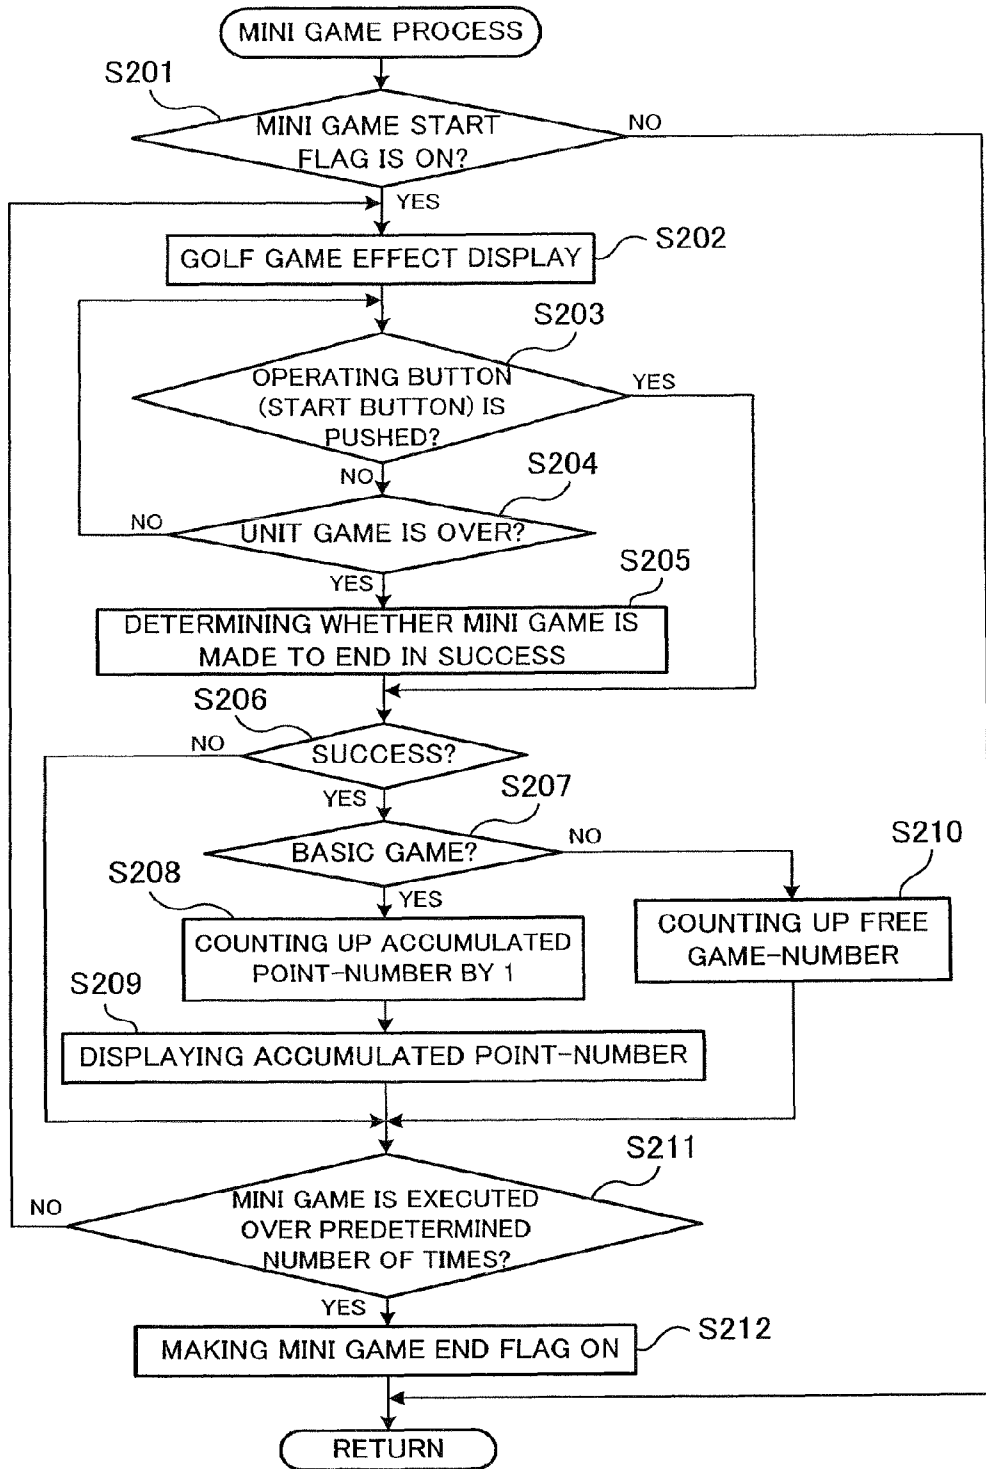 MINI GAME PROCESS
S201
MINI GAME START
FLAG IS ON?
NO
YES
S202
GOLF GAME EFFECT DISPLAY
S203
OPERATING BUTTON
(START BUTTON) IS
PUSHED?
YES
NO
S204
UNIT GAME IS OVER?
NO
YES
S205
DETERMINING WHETHER MINI GAME IS
MADE TO END IN SUCCESS
S206
SUCCESS?
NO
YES
S207
BASIC GAME?
NO
YES
S208
COUNTING UP ACCUMULATED
POINT-NUMBER BY 1
S210
COUNTING UP FREE
GAME-NUMBER
S209
DISPLAYING ACCUMULATED POINT-NUMBER
S211
MINI GAME IS EXECUTED
OVER PREDETERMINED
NUMBER OF TIMES?
NO
YES
S212
MAKING MINI GAME END FLAG ON
RETURN